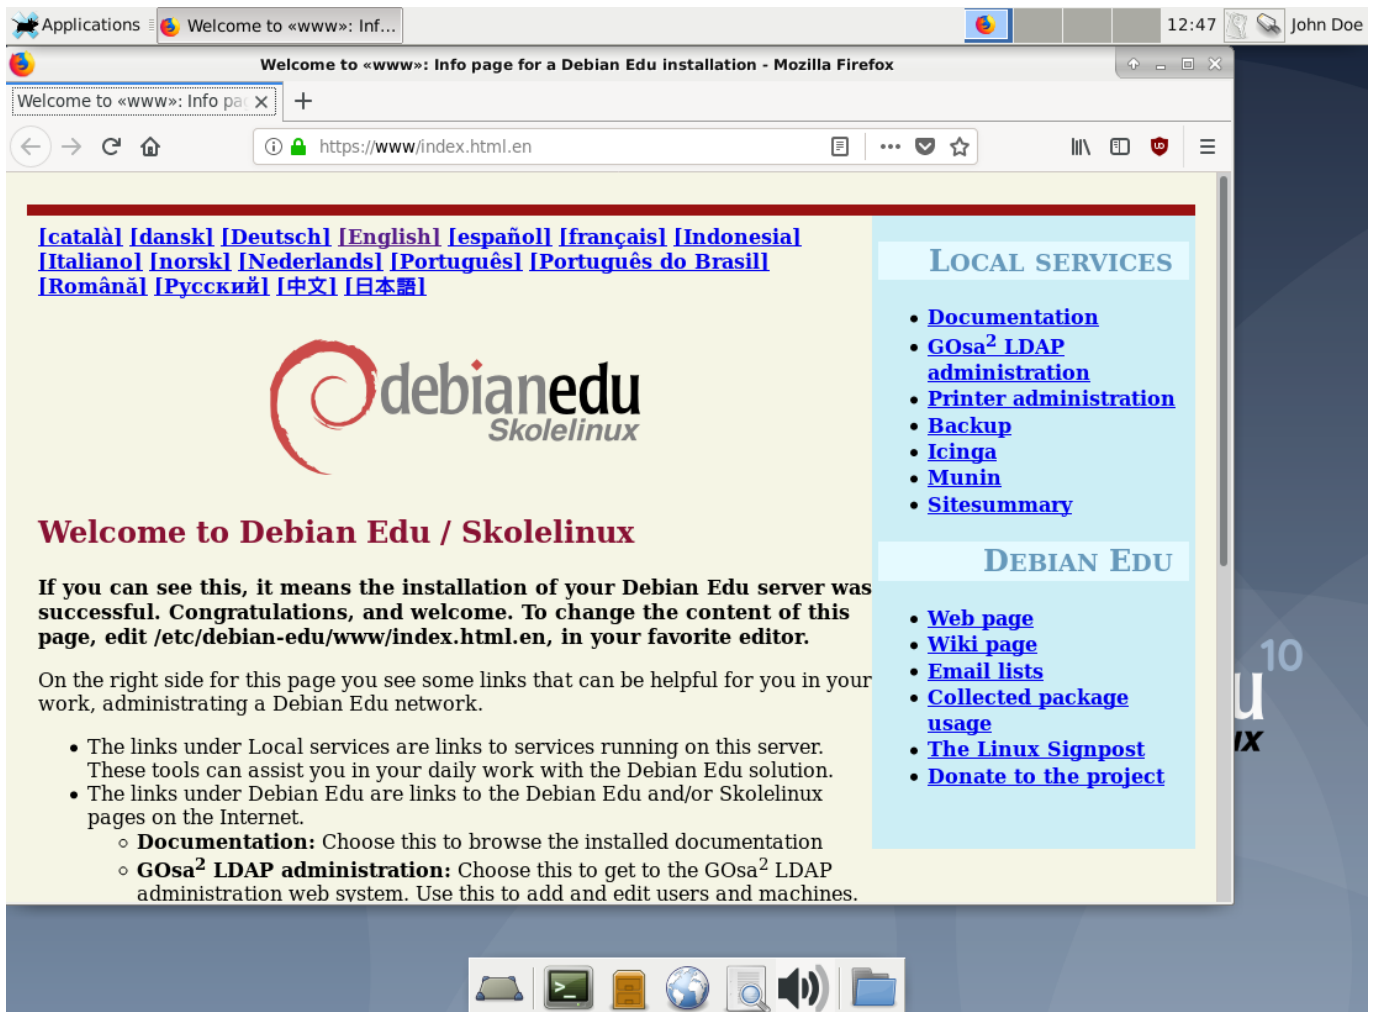 Applications
Welcome to «www»: Inf...
12:47
John Doe
Welcome to «www»: Info page for a Debian Edu installation - Mozilla Firefox
Welcome to «www»: Info pa
https://www/index.html.en
[català] [dansk] [Deutsch] [English] [español] [français] [Indonesia]
[Italiano] [norsk] [Nederlands] [Português] [Português do Brasil]
[Română] [Русский] [中文] [日本語]
debianedu
Skolelinux
Welcome to Debian Edu / Skolelinux
If you can see this, it means the installation of your Debian Edu server was
successful. Congratulations, and welcome. To change the content of this
page, edit /etc/debian-edu/www/index.html.en, in your favorite editor.
On the right side for this page you see some links that can be helpful for you in your
work, administrating a Debian Edu network.
• The links under Local services are links to services running on this server.
These tools can assist you in your daily work with the Debian Edu solution.
• The links under Debian Edu are links to the Debian Edu and/or Skolelinux
pages on the Internet.
◦ Documentation: Choose this to browse the installed documentation
◦ GOsa² LDAP administration: Choose this to get to the GOsa² LDAP
administration web system. Use this to add and edit users and machines.
Local services
• Documentation
• GOsa² LDAP
administration
• Printer administration
• Backup
• Icinga
• Munin
• Sitesummary
Debian Edu
• Web page
• Wiki page
• Email lists
• Collected package
usage
• The Linux Signpost
• Donate to the project
10
u
ux